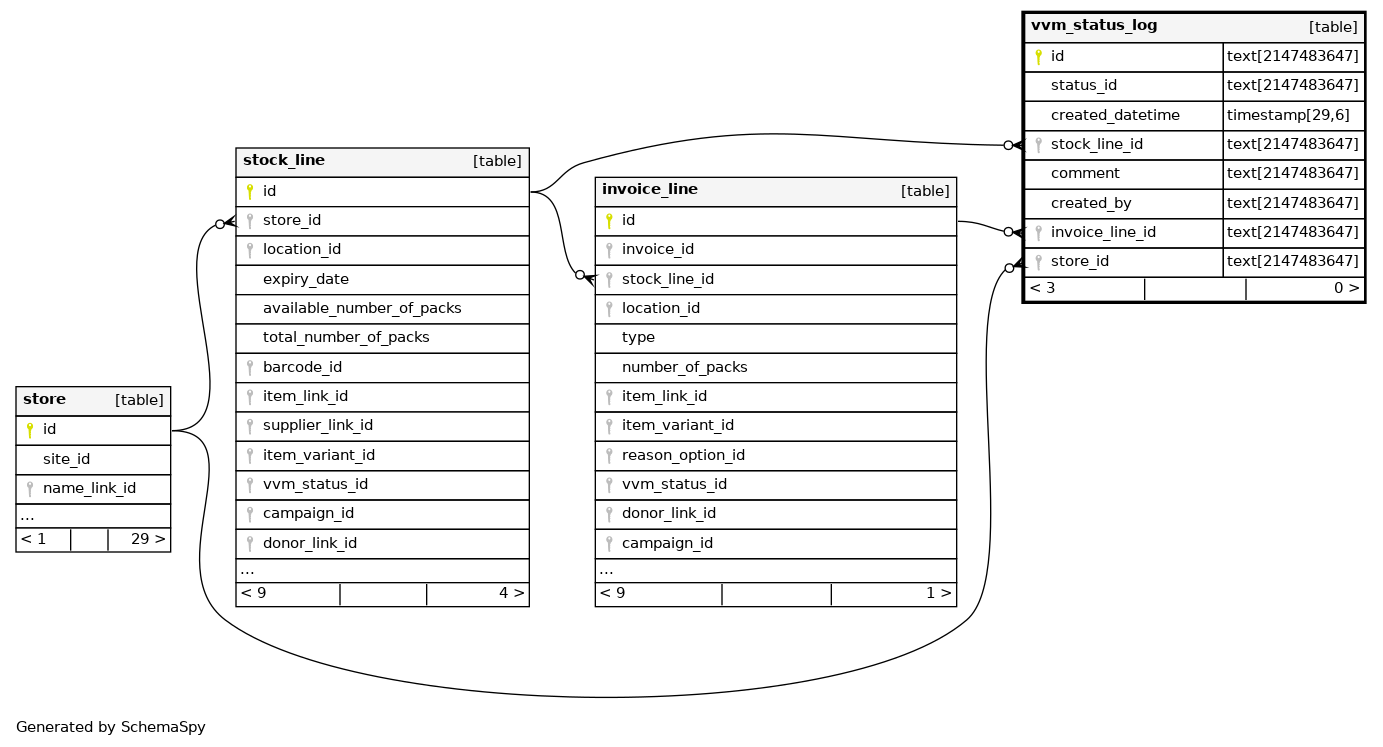 store [table]
id
site_id
name_link_id
...
< 1 29 >
stock_line [table]
id
store_id
location_id
expiry_date
available_number_of_packs
total_number_of_packs
barcode_id
item_link_id
supplier_link_id
item_variant_id
vvm_status_id
campaign_id
donor_link_id
...
< 9 4 >
invoice_line [table]
id
invoice_id
stock_line_id
location_id
type
number_of_packs
item_link_id
item_variant_id
reason_option_id
vvm_status_id
donor_link_id
campaign_id
...
< 9 1 >
vvm_status_log [table]
id text[2147483647]
status_id text[2147483647]
created_datetime timestamp[29,6]
stock_line_id text[2147483647]
comment text[2147483647]
created_by text[2147483647]
invoice_line_id text[2147483647]
store_id text[2147483647]
< 3 0 >
Generated by SchemaSpy